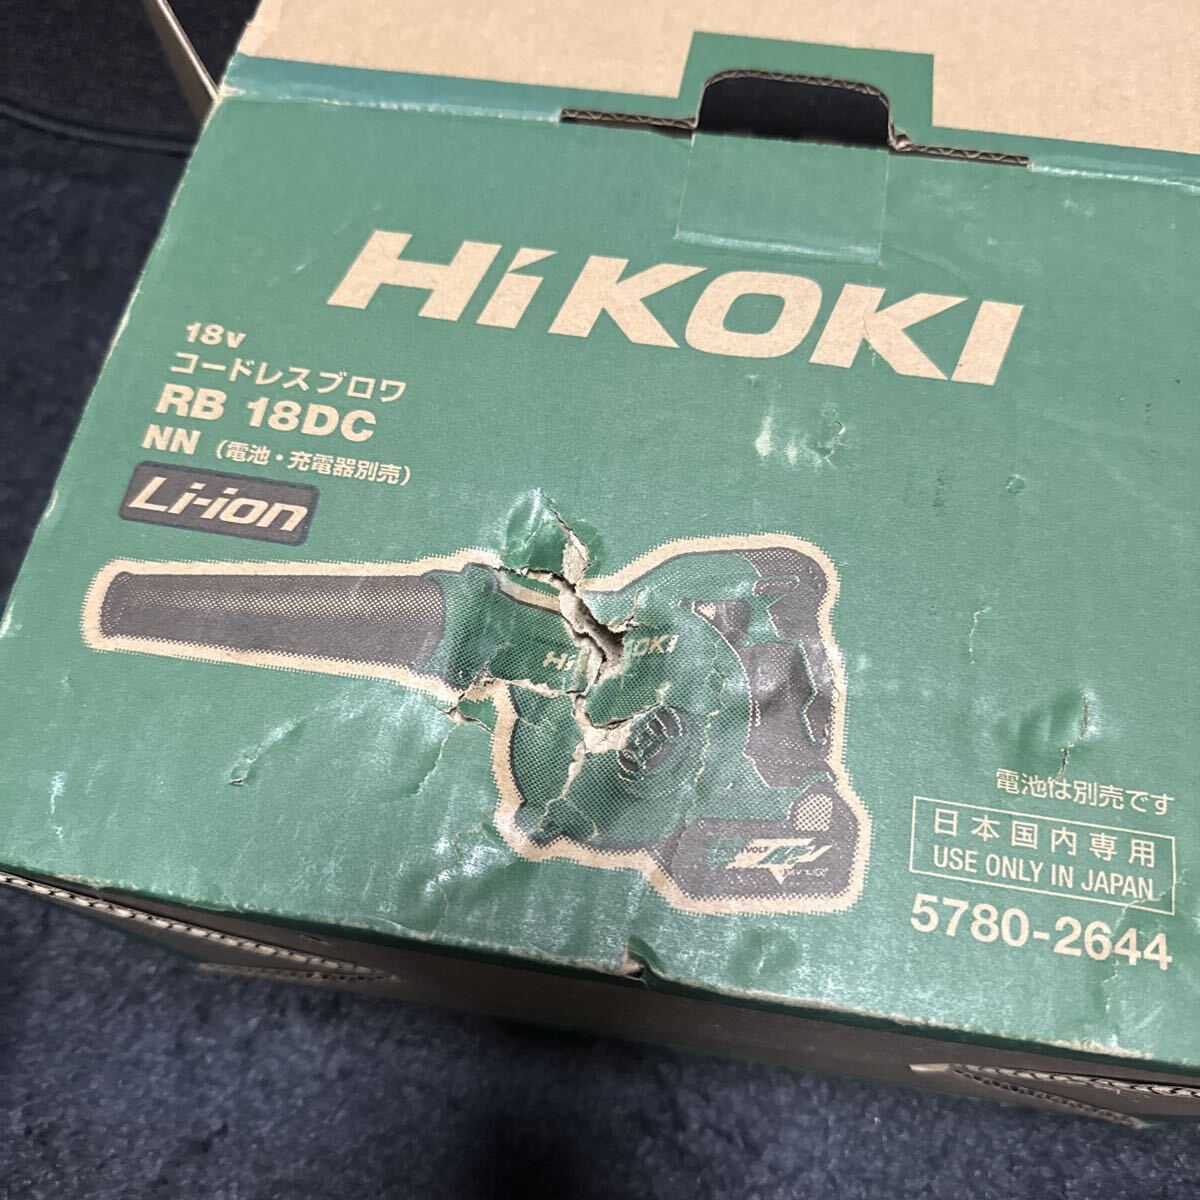 HiKOKI
18v
コードレスブロワ
RB 18DC
NN（電池・充電器別売）
Li-ion
HiKOKI
電池は別売です
日本国内専用
USE ONLY IN JAPAN.
5780-2644